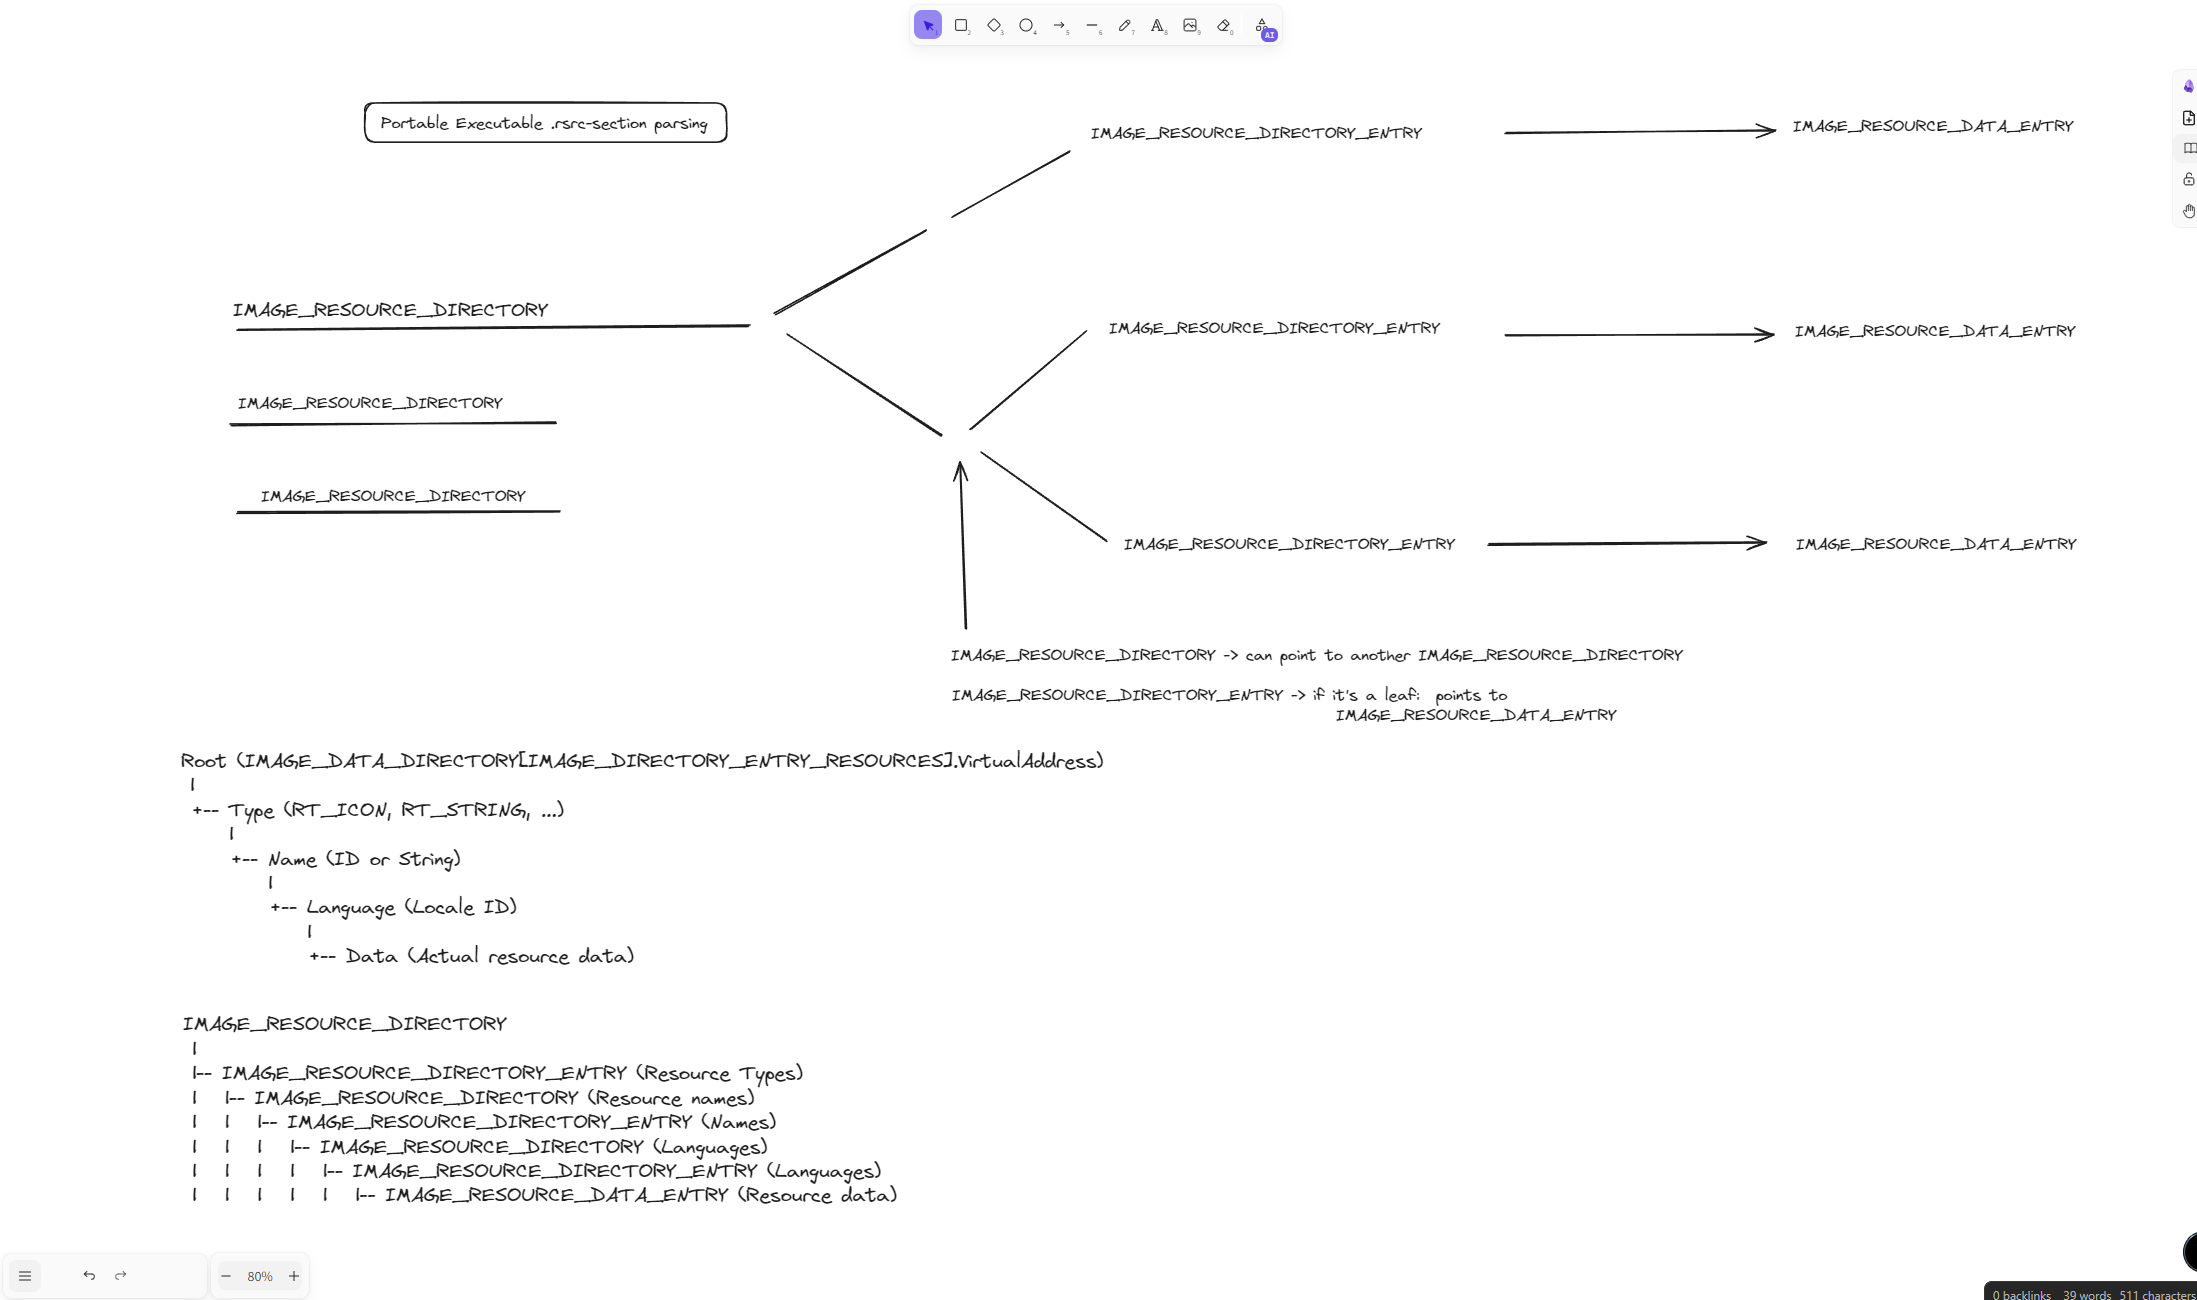 Portable Executable .rsrc-section parsing
IMAGE_RESOURCE_DIRECTORY_ENTRY
IMAGE_RESOURCE_DATA_ENTRY
IMAGE_RESOURCE_DIRECTORY
IMAGE_RESOURCE_DIRECTORY_ENTRY
IMAGE_RESOURCE_DATA_ENTRY
IMAGE_RESOURCE_DIRECTORY
IMAGE_RESOURCE_DIRECTORY
IMAGE_RESOURCE_DIRECTORY_ENTRY
IMAGE_RESOURCE_DATA_ENTRY
IMAGE_RESOURCE_DIRECTORY -> can point to another IMAGE_RESOURCE_DIRECTORY
IMAGE_RESOURCE_DIRECTORY_ENTRY -> if it's a leaf: points to
IMAGE_RESOURCE_DATA_ENTRY
Root (IMAGE_DATA_DIRECTORY[IMAGE_DIRECTORY_ENTRY_RESOURCES].VirtualAddress)
|
+-- Type (RT_ICON, RT_STRING, ...)
|
+-- Name (ID or String)
|
+-- Language (Locale ID)
|
+-- Data (Actual resource data)
IMAGE_RESOURCE_DIRECTORY
|
|-- IMAGE_RESOURCE_DIRECTORY_ENTRY (Resource Types)
| |-- IMAGE_RESOURCE_DIRECTORY (Resource names)
| | |-- IMAGE_RESOURCE_DIRECTORY_ENTRY (Names)
| | | |-- IMAGE_RESOURCE_DIRECTORY (Languages)
| | | | |-- IMAGE_RESOURCE_DIRECTORY_ENTRY (Languages)
| | | | | |-- IMAGE_RESOURCE_DATA_ENTRY (Resource data)
80%
0 backlinks 39 words 511 characters